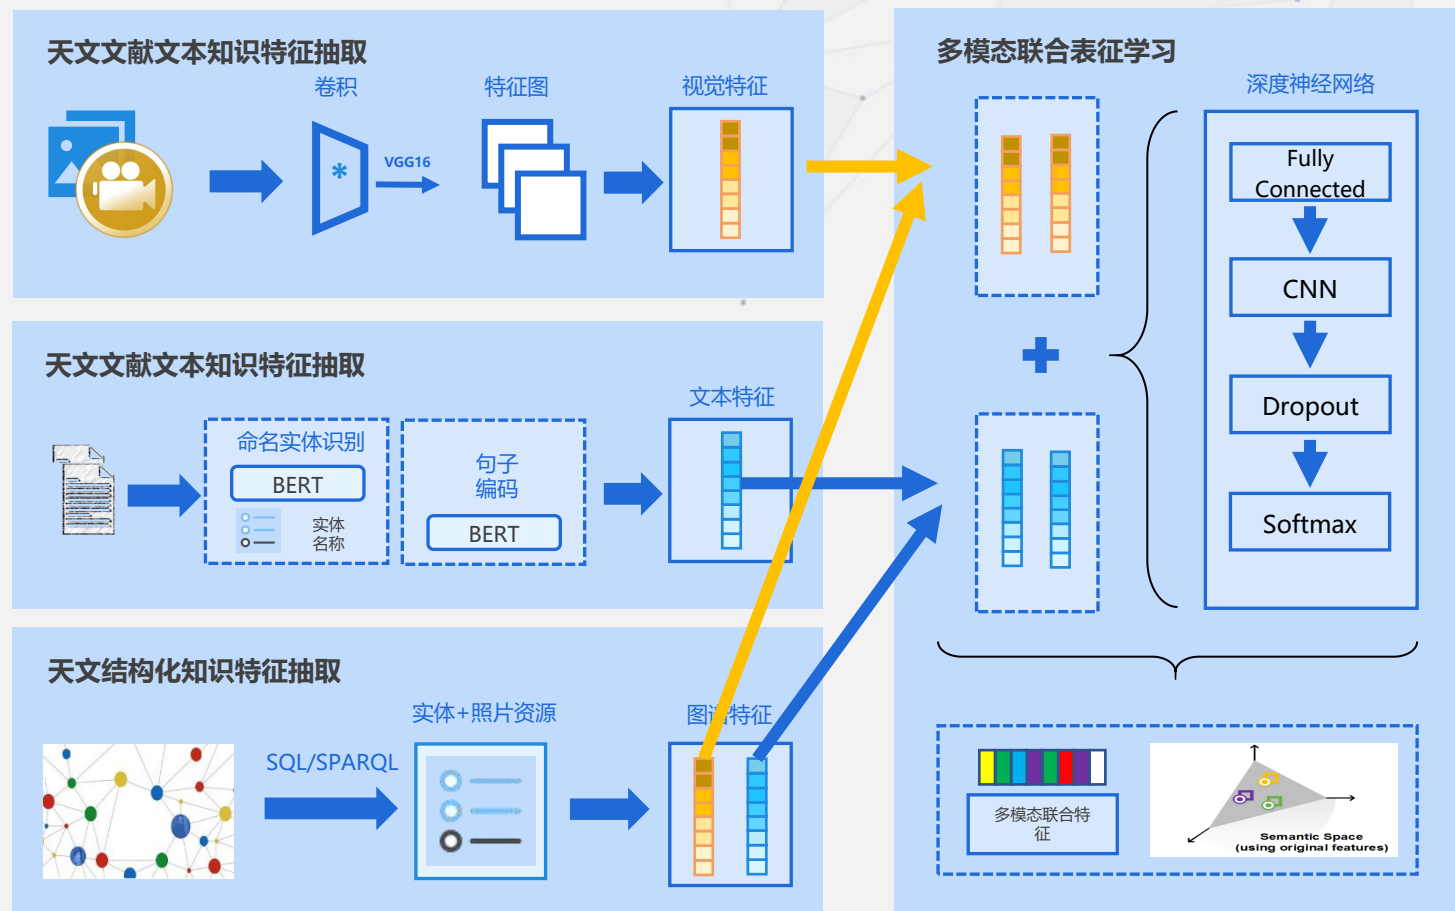 天文文献文本知识特征抽取
卷积
特征图
视觉特征
*
VGG16
天文文献文本知识特征抽取
文本特征
命名实体识别
BERT
实体
名称
句子
编码
BERT
天文结构化知识特征抽取
实体+照片资源
图谱特征
SQL/SPARQL
多模态联合表征学习
深度神经网络
Fully
Connected
CNN
Dropout
Softmax
多模态联合特
征
Semantic Space
(using original features)